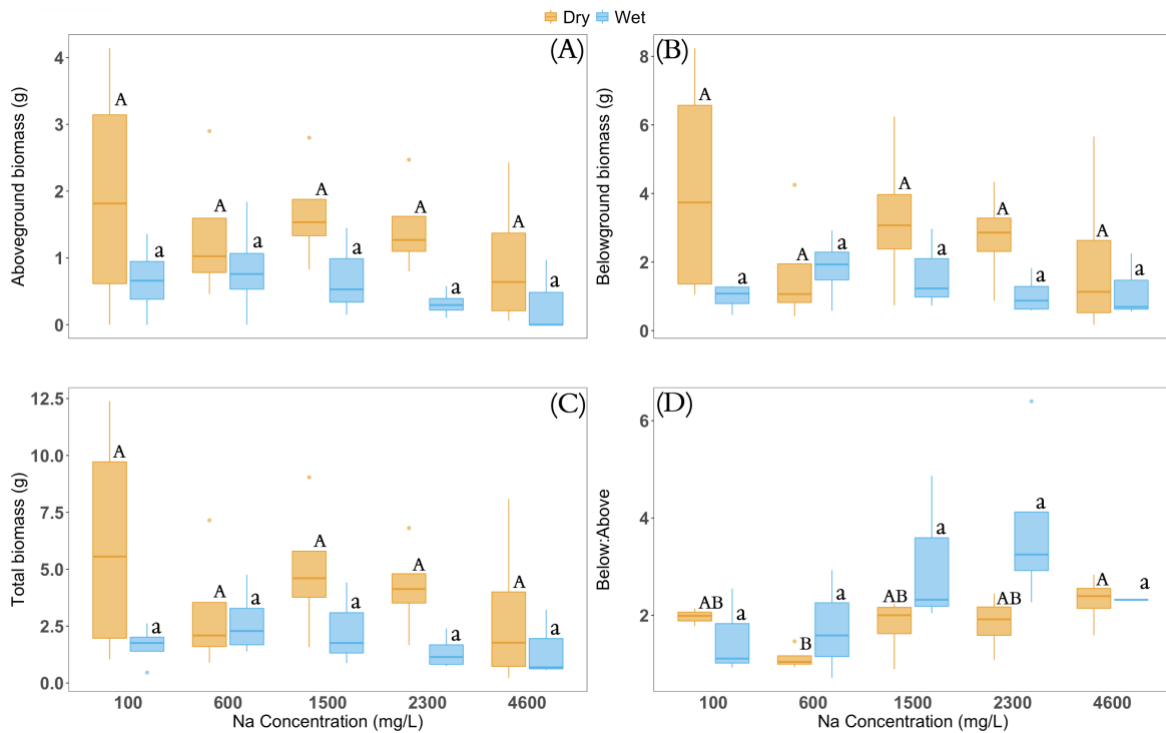 Dry Wet
(A)
Aboveground biomass (g)
4
3
2
1
0
A
a
A
a
A
a
A
a
A
a
(B)
Belowground biomass (g)
8
6
4
2
0
A
a
A
a
A
a
A
a
A
a
(C)
Total biomass (g)
12.5
10.0
7.5
5.0
2.5
0.0
A
a
A
a
A
a
A
a
A
a
100 600 1500 2300 4600
Na Concentration (mg/L)
(D)
Below:Above
6
4
2
AB
a
B
a
AB
a
AB
a
A
a
100 600 1500 2300 4600
Na Concentration (mg/L)